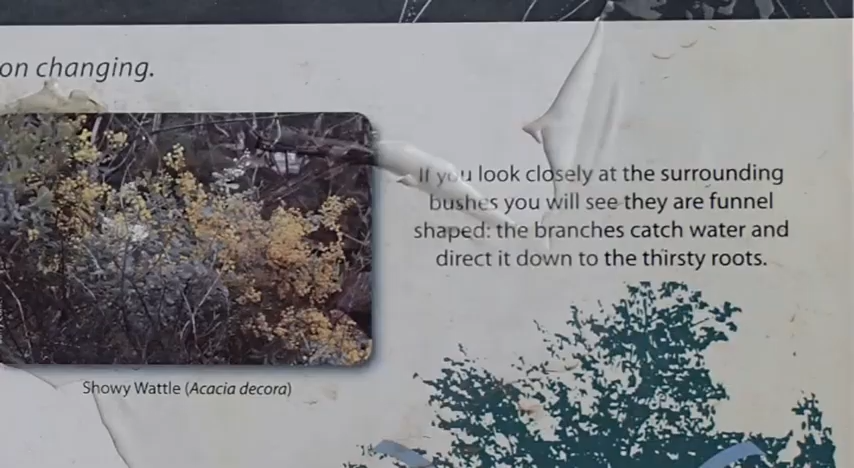 on changing.
If you look closely at the surrounding
bushes you will see they are funnel
shaped: the branches catch water and
direct it down to the thirsty roots.
Showy Wattle (Acacia decora)